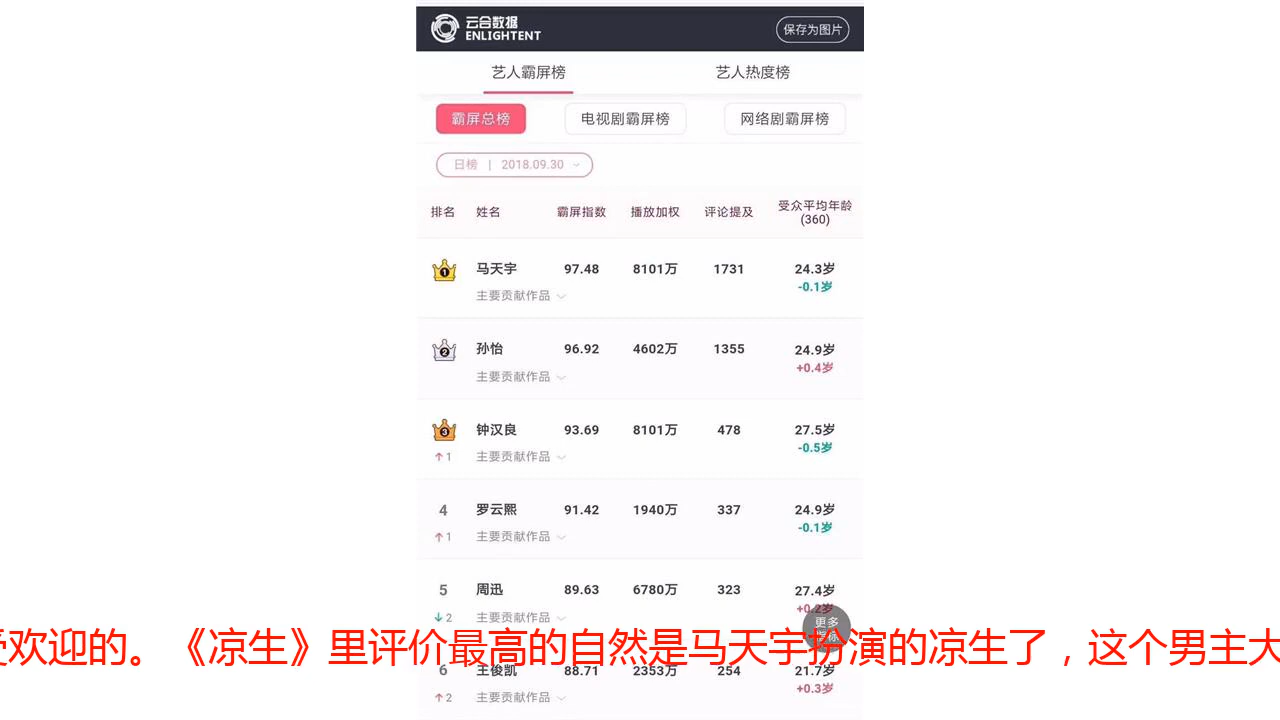 云合数据
ENLIGHTENT
保存为图片
艺人霸屏榜 艺人热度榜
霸屏总榜 电视剧霸屏榜 网络剧霸屏榜
日榜 | 2018.09.30
排名 姓名 霸屏指数 播放加权 评论提及 受众平均年龄
(360)
1 马天宇 97.48 8101万 1731 24.3岁
-0.1岁
主要贡献作品
2 孙怡 96.92 4602万 1355 24.9岁
+0.4岁
主要贡献作品
3 钟汉良 93.69 8101万 478 27.5岁
-0.5岁
↑1 主要贡献作品
4 罗云熙 91.42 1940万 337 24.9岁
-0.1岁
↑1 主要贡献作品
5 周迅 89.63 6780万 323 27.4岁
+0.2岁
↓2 主要贡献作品
更多
欢迎的。《凉生》里评价最高的自然是马天宇扮演的凉生了，这个男主大
6 王俊凯 88.71 2353万 254 21.7岁
+0.3岁
↑2 主要贡献作品